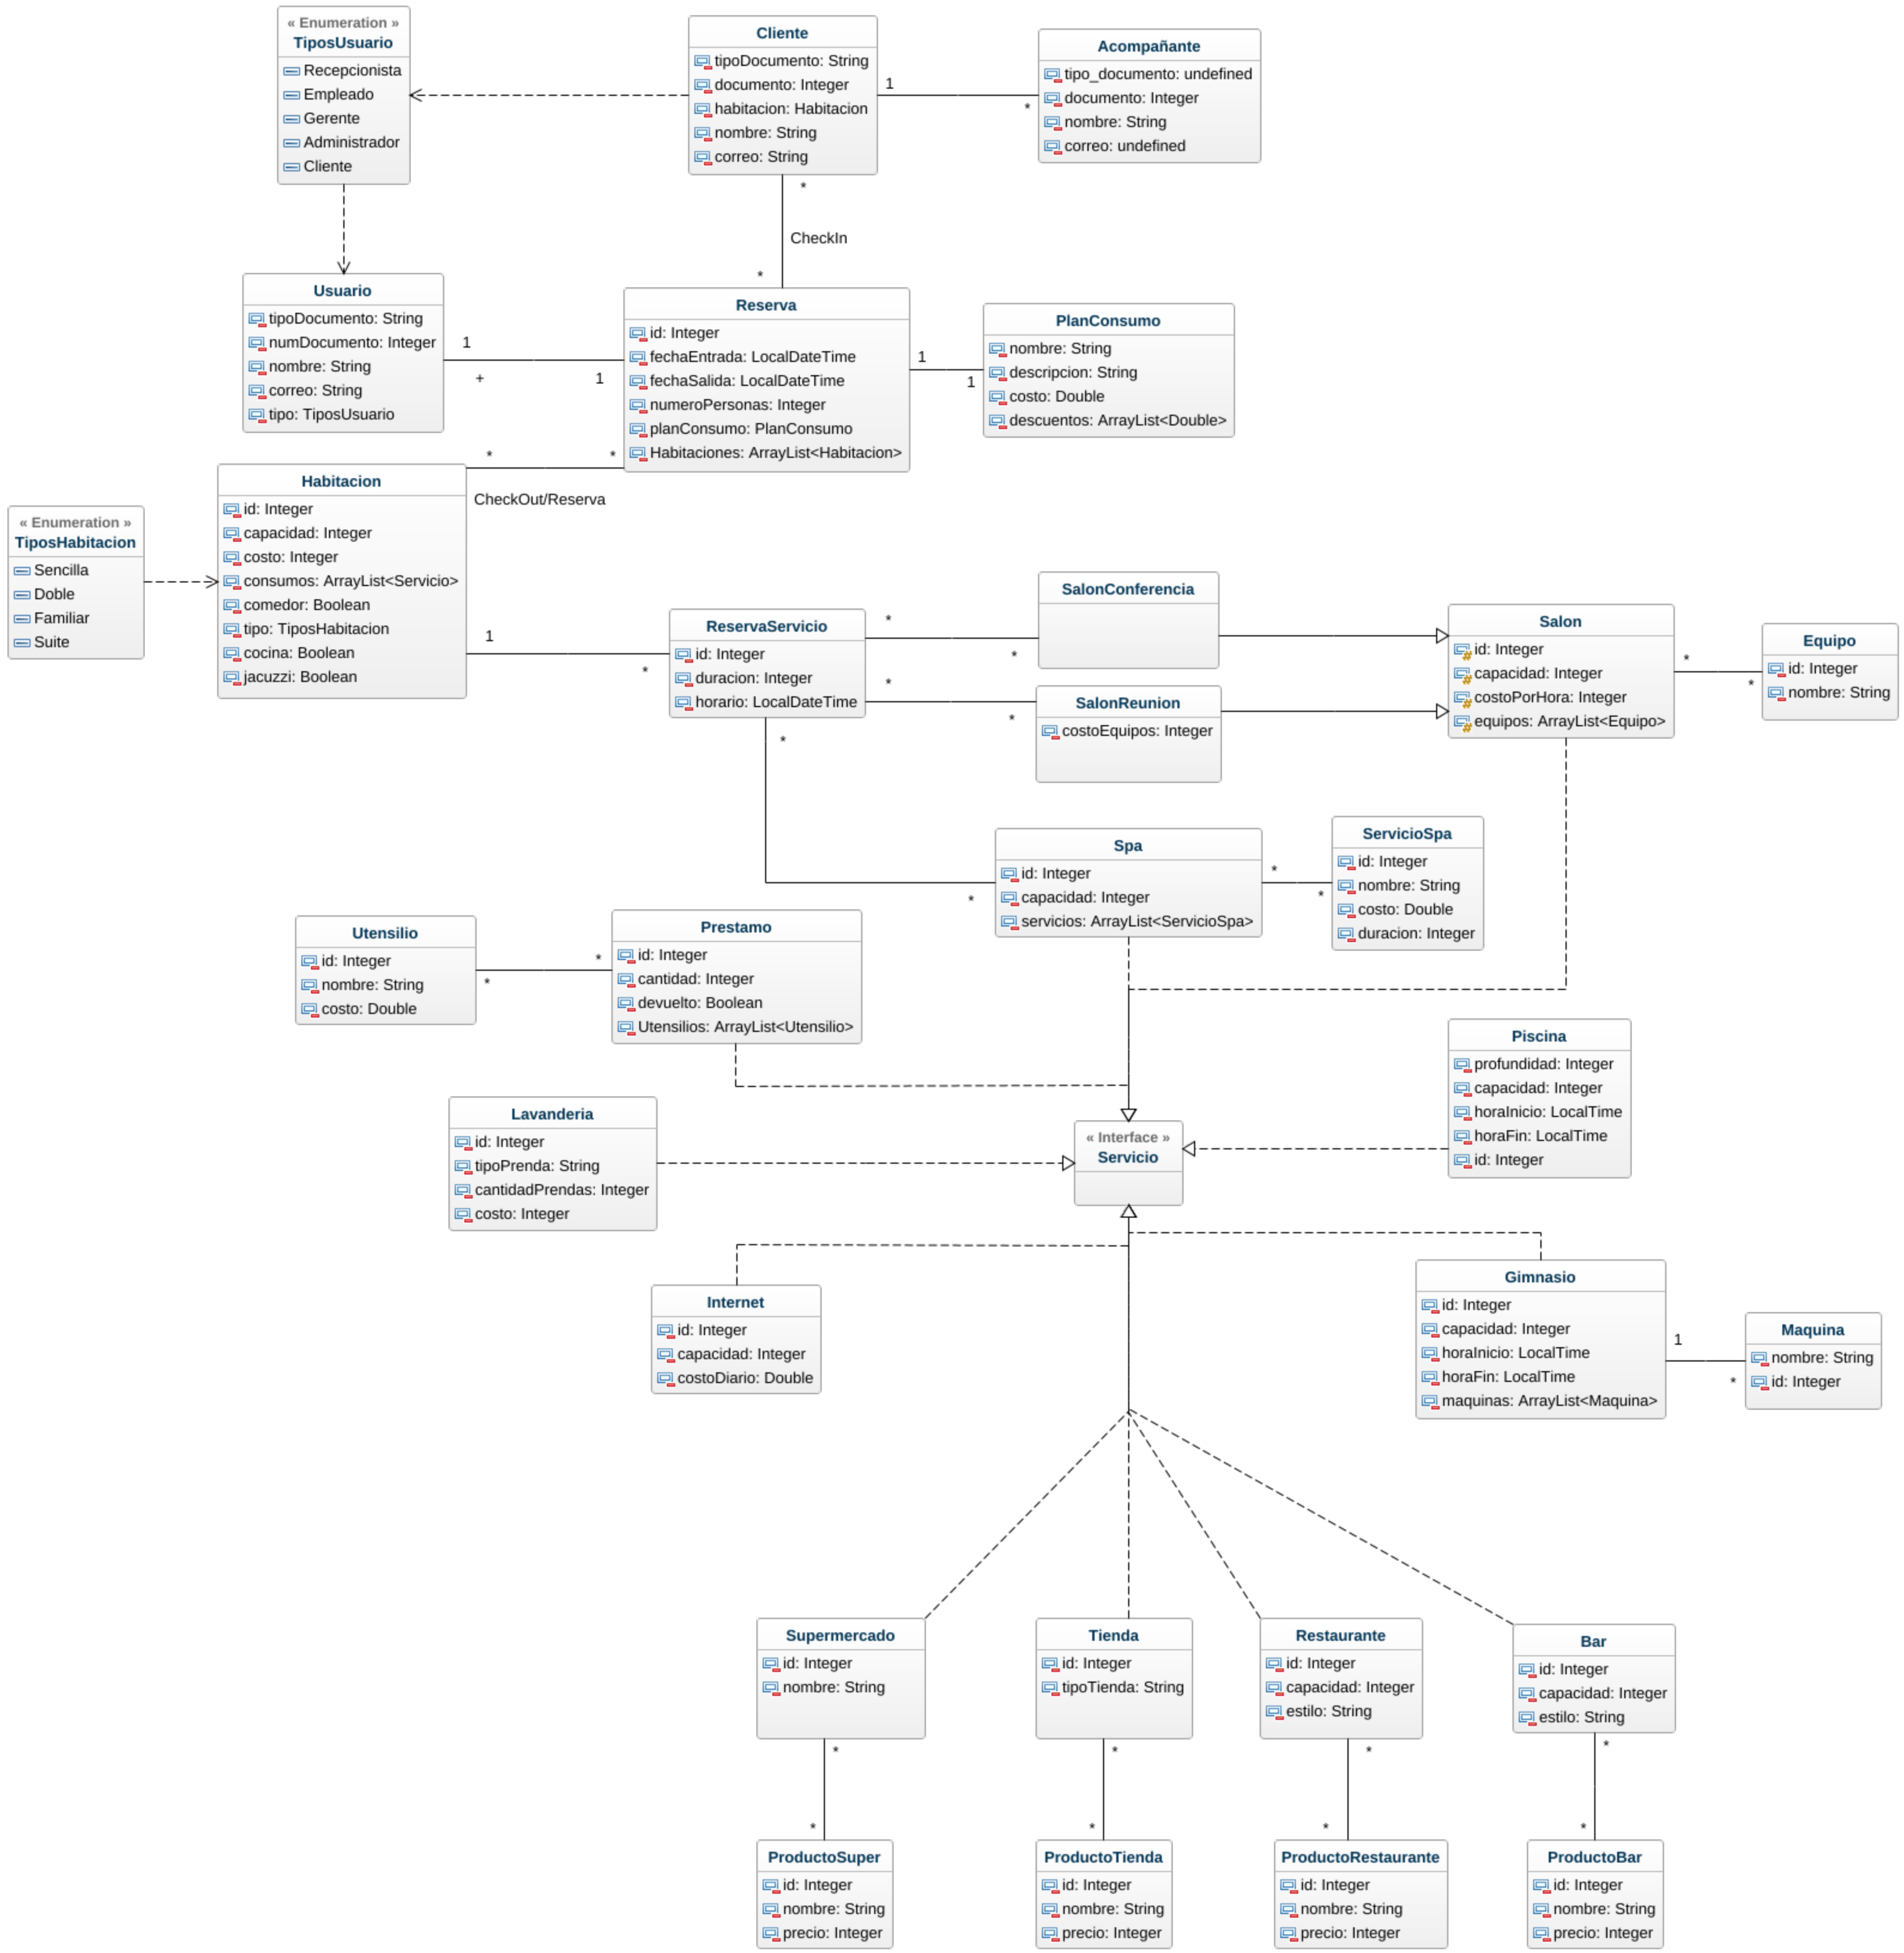 « Enumeration »
TiposUsuario
Recepcionista
Empleado
Gerente
Administrador
Cliente
Cliente
tipoDocumento: String
documento: Integer
habitacion: Habitacion
nombre: String
correo: String
1
*
Acompañante
tipo_documento: undefined
documento: Integer
nombre: String
correo: undefined
*
CheckIn
*
Usuario
tipoDocumento: String
numDocumento: Integer
nombre: String
correo: String
tipo: TiposUsuario
1
+
1
Reserva
id: Integer
fechaEntrada: LocalDateTime
fechaSalida: LocalDateTime
numeroPersonas: Integer
planConsumo: PlanConsumo
Habitaciones: ArrayList<Habitacion>
1
1
PlanConsumo
nombre: String
descripcion: String
costo: Double
descuentos: ArrayList<Double>
*
*
CheckOut/Reserva
« Enumeration »
TiposHabitacion
Sencilla
Doble
Familiar
Suite
Habitacion
id: Integer
capacidad: Integer
costo: Integer
consumos: ArrayList<Servicio>
comedor: Boolean
tipo: TiposHabitacion
cocina: Boolean
jacuzzi: Boolean
1
*
ReservaServicio
id: Integer
duracion: Integer
horario: LocalDateTime
*
*
*
*
*
SalonConferencia
SalonReunion
costoEquipos: Integer
Salon
id: Integer
capacidad: Integer
costoPorHora: Integer
equipos: ArrayList<Equipo>
*
*
Equipo
id: Integer
nombre: String
*
Spa
id: Integer
capacidad: Integer
servicios: ArrayList<ServicioSpa>
*
*
ServicioSpa
id: Integer
nombre: String
costo: Double
duracion: Integer
Utensilio
id: Integer
nombre: String
costo: Double
*
*
Prestamo
id: Integer
cantidad: Integer
devuelto: Boolean
Utensilios: ArrayList<Utensilio>
Lavanderia
id: Integer
tipoPrenda: String
cantidadPrendas: Integer
costo: Integer
« Interface »
Servicio
Piscina
profundidad: Integer
capacidad: Integer
horaInicio: LocalTime
horaFin: LocalTime
id: Integer
Internet
id: Integer
capacidad: Integer
costoDiario: Double
Gimnasio
id: Integer
capacidad: Integer
horaInicio: LocalTime
horaFin: LocalTime
maquinas: ArrayList<Maquina>
1
*
Maquina
nombre: String
id: Integer
Supermercado
id: Integer
nombre: String
Tienda
id: Integer
tipoTienda: String
Restaurante
id: Integer
capacidad: Integer
estilo: String
Bar
id: Integer
capacidad: Integer
estilo: String
*
*
*
*
*
*
*
*
ProductoSuper
id: Integer
nombre: String
precio: Integer
ProductoTienda
id: Integer
nombre: String
precio: Integer
ProductoRestaurante
id: Integer
nombre: String
precio: Integer
ProductoBar
id: Integer
nombre: String
precio: Integer